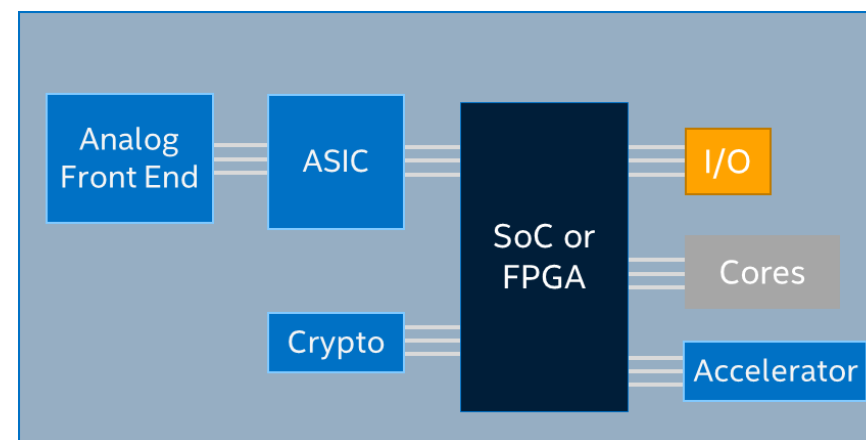 Analog
Front End
ASIC
I/O
SoC or
FPGA
Cores
Crypto
Accelerator